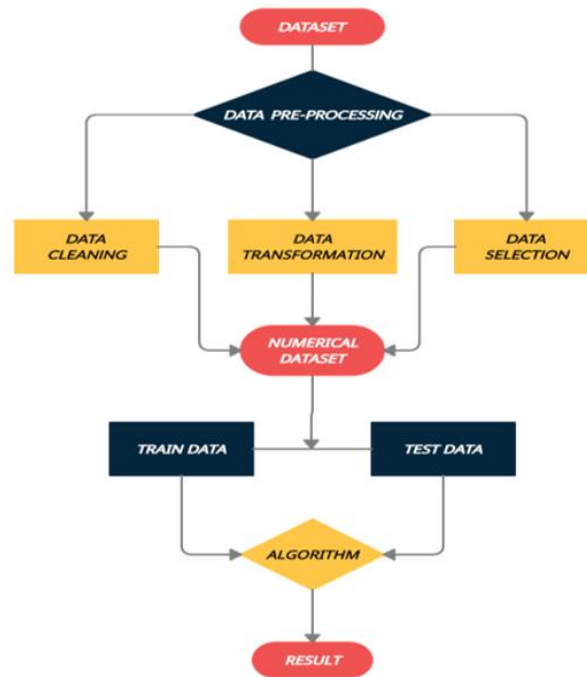 DATASET
DATA PRE-PROCESSING
DATA
CLEANING
DATA
TRANSFORMATION
DATA
SELECTION
NUMERICAL
DATASET
TRAIN DATA
TEST DATA
ALGORITHM
RESULT